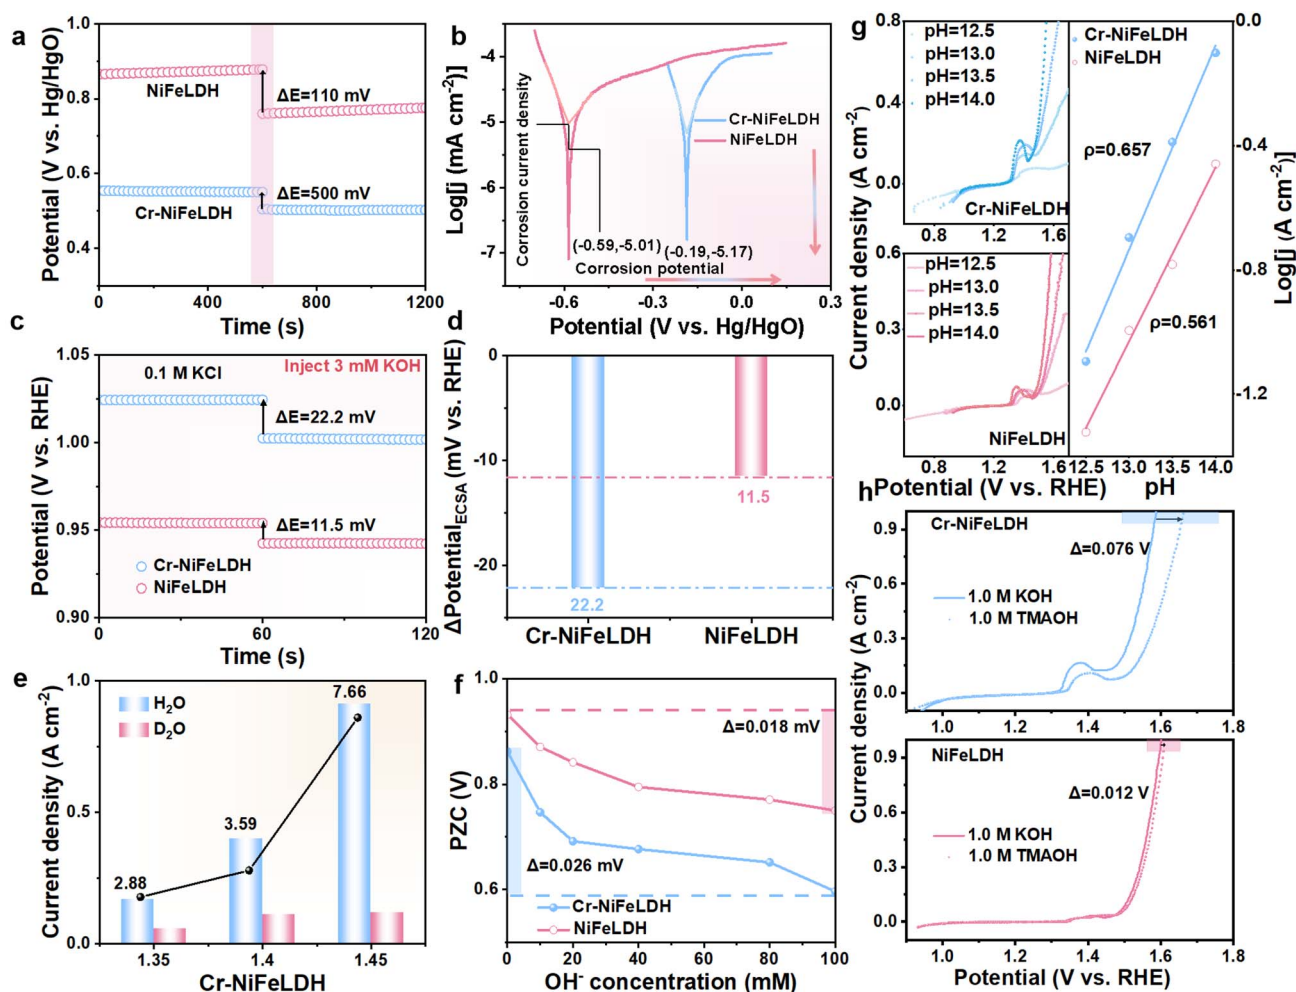 a
1.0
0.8
0.6
0.4
Potential (V vs. Hg/HgO)
NiFeLDH
ΔE=110 mV
ΔE=500 mV
Cr-NiFeLDH
0
400
800
1200
Time (s)
b
-4
-5
-6
-7
Log[j (mA cm-2)]
Corrosion current density
Cr-NiFeLDH
NiFeLDH
(-0.59,-5.01)
(-0.19,-5.17)
Corrosion potential
-0.6
-0.3
0.0
0.3
Potential (V vs. Hg/HgO)
c
1.05
1.00
0.95
0.90
Potential (V vs. RHE)
0.1 M KCl
Inject 3 mM KOH
ΔE=22.2 mV
ΔE=11.5 mV
Cr-NiFeLDH
NiFeLDH
0
60
120
Time (s)
d
0
-10
-20
ΔPotentialECSA (mV vs. RHE)
11.5
22.2
Cr-NiFeLDH
NiFeLDH
e
1.0
0.5
0.0
Current density (A cm-2)
H2O
D2O
2.88
3.59
7.66
1.35
1.4
1.45
Cr-NiFeLDH
f
1.0
0.8
0.6
PZC (V)
Δ=0.018 mV
Δ=0.026 mV
Cr-NiFeLDH
NiFeLDH
0
20
40
60
80
100
OH- concentration (mM)
g
0.8
0.4
0.0
pH=12.5
pH=13.0
pH=13.5
pH=14.0
Cr-NiFeLDH
0.8
1.2
1.6
Current density (A cm-2)
0.6
0.3
0.0
pH=12.5
pH=13.0
pH=13.5
pH=14.0
NiFeLDH
0.8
1.2
1.6
Potential (V vs. RHE)
Cr-NiFeLDH
NiFeLDH
ρ=0.657
ρ=0.561
0.0
-0.4
-0.8
-1.2
Log[j (A cm-2)]
12.5
13.0
13.5
14.0
pH
h
0.9
0.6
0.3
0.0
Cr-NiFeLDH
Δ=0.076 V
1.0 M KOH
1.0 M TMAOH
1.0
1.2
1.4
1.6
1.8
Current density (A cm-2)
0.9
0.6
0.3
0.0
NiFeLDH
Δ=0.012 V
1.0 M KOH
1.0 M TMAOH
1.0
1.2
1.4
1.6
1.8
Potential (V vs. RHE)